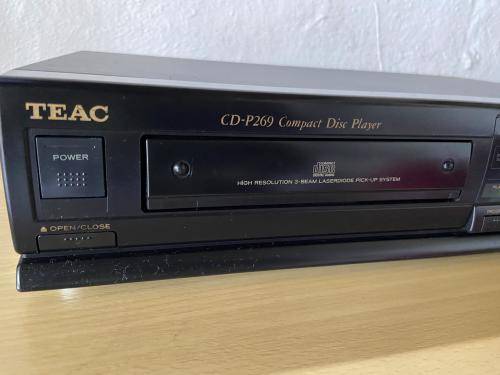 TEAC
CD-P269 Compact Disc Player
POWER
COMPACT
disc
DIGITAL AUDIO
HIGH RESOLUTION 3-BEAM LASERDIODE PICK-UP SYSTEM
OPEN/CLOSE